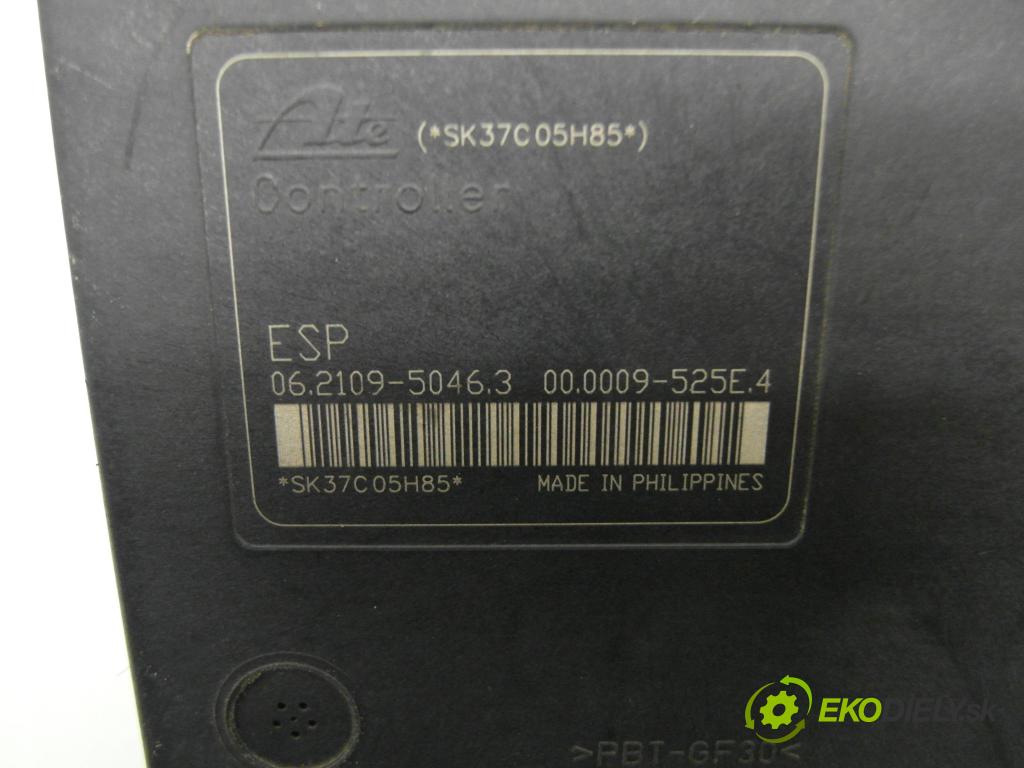 Ate (*SK37C05H85*)
Controller
ESP
06.2109-5046.3 00.0009-525E.4
*SK37C05H85* MADE IN PHILIPPINES
EKODIELY.sk
>PBT-GF30<